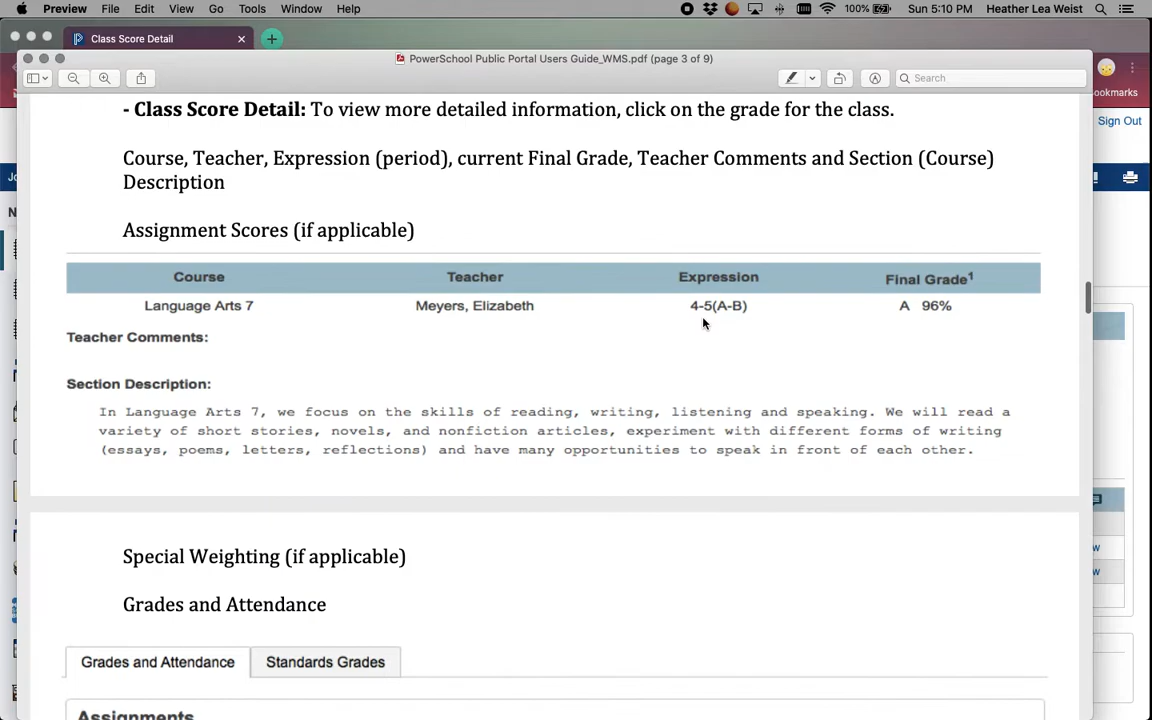 Preview File Edit View Go Tools Window Help 100% Sun 5:10 PM Heather Lea Weist
Class Score Detail
PowerSchool Public Portal Users Guide_WMS.pdf (page 3 of 9)
Search
ookmarks
Sign Out
- Class Score Detail: To view more detailed information, click on the grade for the class.
Course, Teacher, Expression (period), current Final Grade, Teacher Comments and Section (Course)
Description
Assignment Scores (if applicable)
Course Teacher Expression Final Grade1
Language Arts 7 Meyers, Elizabeth 4-5(A-B) A 96%
Teacher Comments:
Section Description:
In Language Arts 7, we focus on the skills of reading, writing, listening and speaking. We will read a
variety of short stories, novels, and nonfiction articles, experiment with different forms of writing
(essays, poems, letters, reflections) and have many opportunities to speak in front of each other.
Special Weighting (if applicable)
Grades and Attendance
Grades and Attendance Standards Grades
Assignments